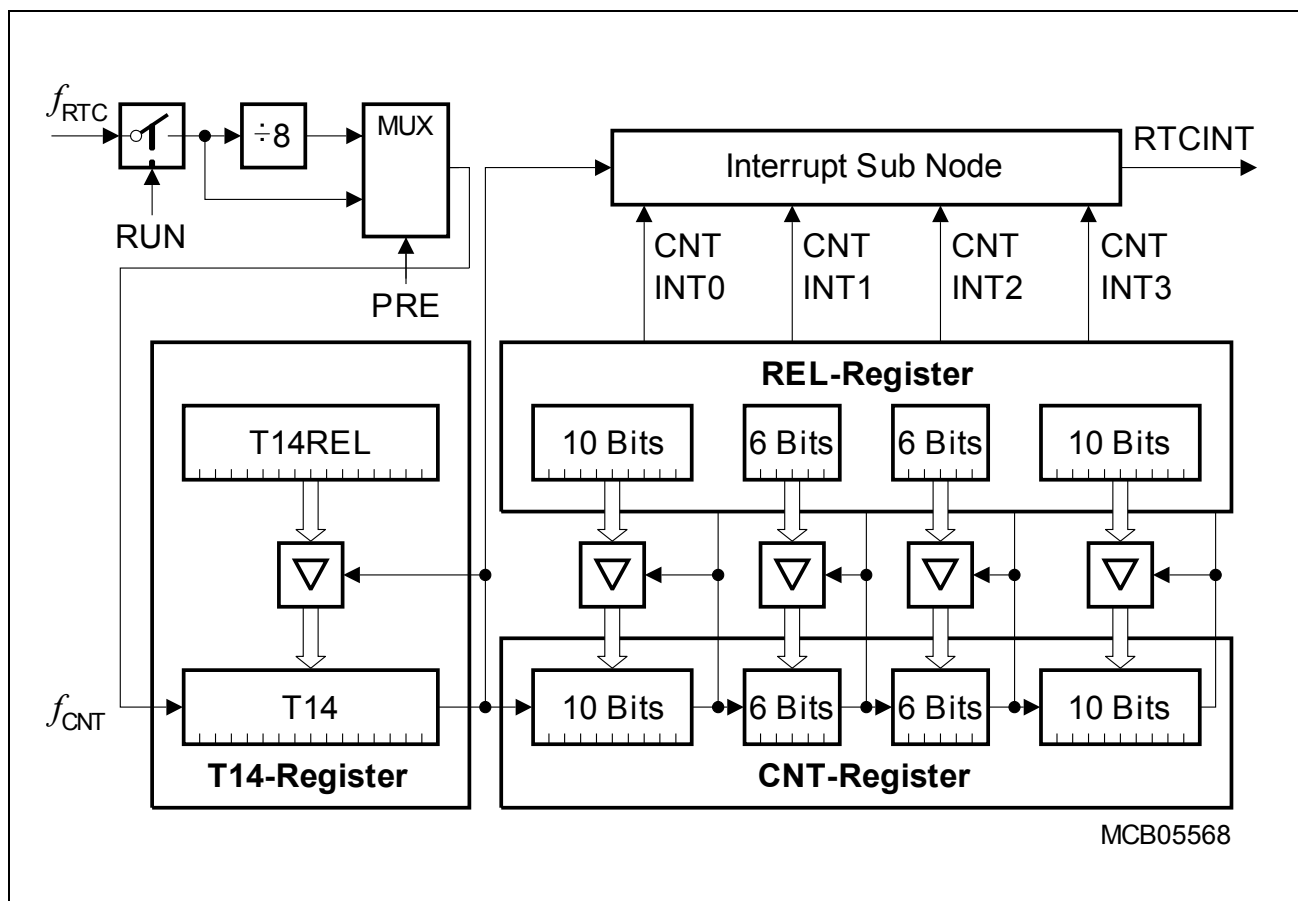 fRTC
÷8
MUX
RUN
PRE
Interrupt Sub Node
RTCINT
CNT
INT0
CNT
INT1
CNT
INT2
CNT
INT3
REL-Register
T14REL
10 Bits
6 Bits
6 Bits
10 Bits
fCNT
T14
10 Bits
6 Bits
6 Bits
10 Bits
T14-Register
CNT-Register
MCB05568